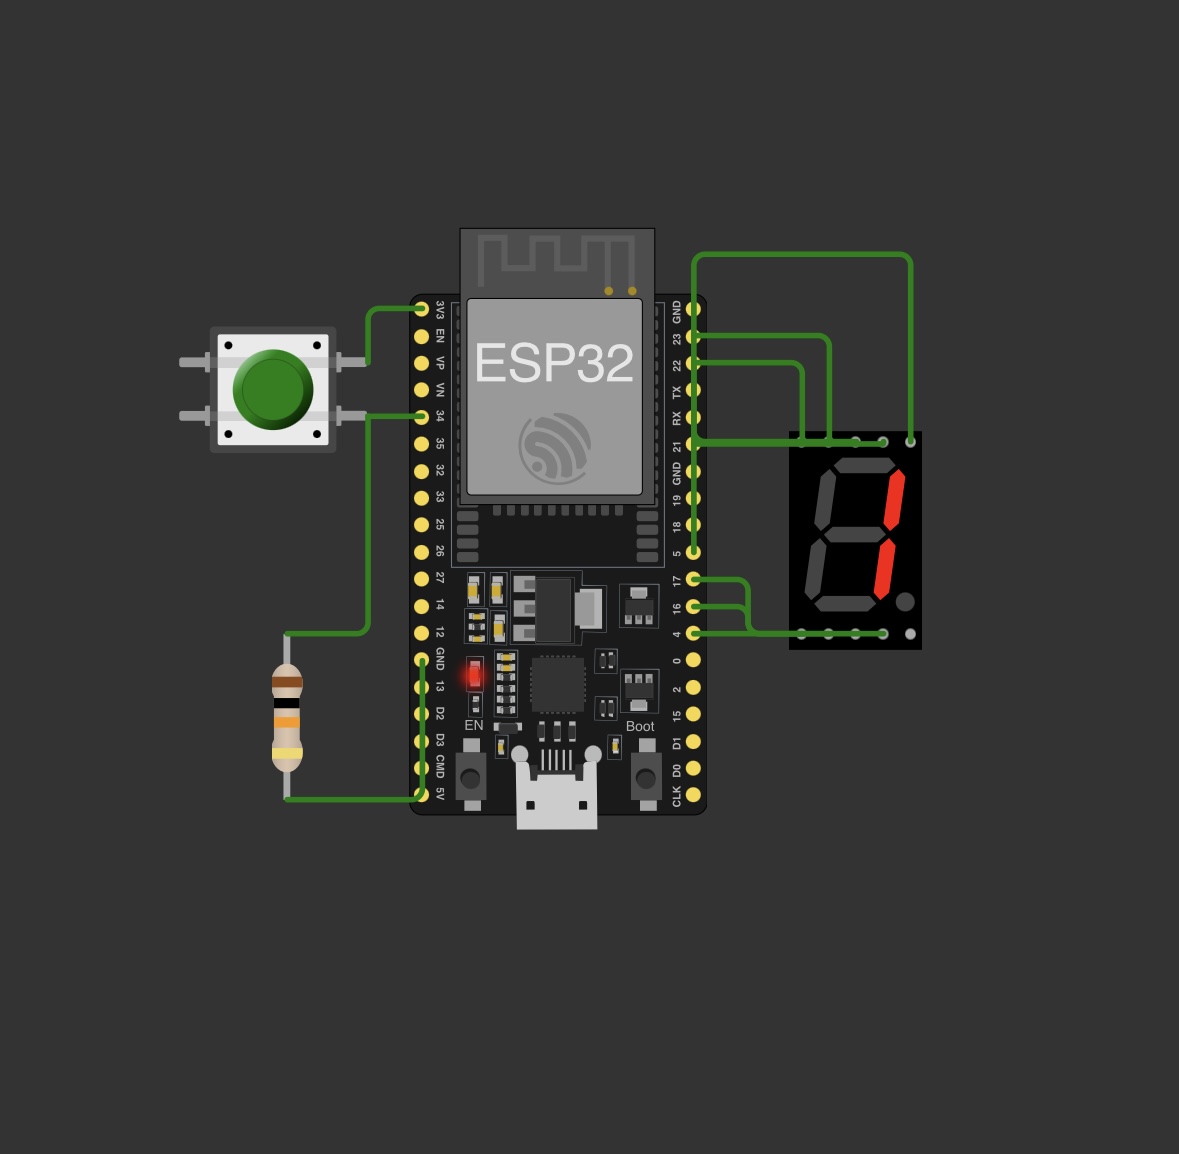 ESP32
3V3
EN
VP
VN
34
35
32
33
25
26
27
14
12
GND
13
D2
D3
CMD
5V
GND
23
22
TX
RX
21
GND
19
18
5
17
16
4
0
2
15
D1
D0
CLK
EN
Boot